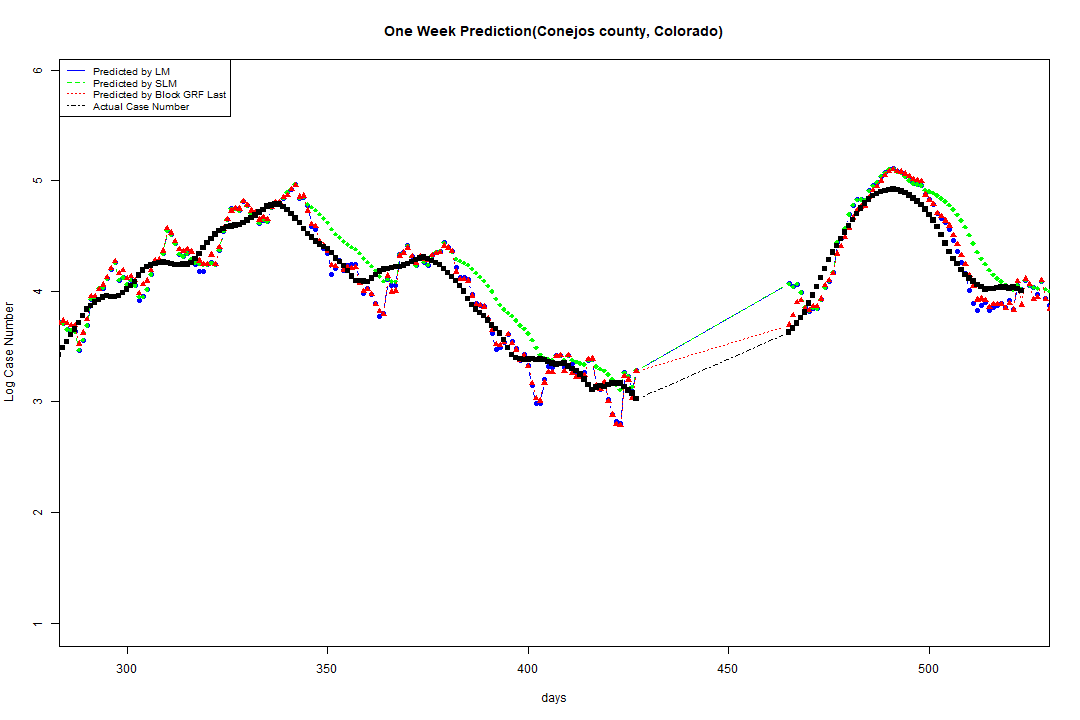 One Week Prediction(Conejos county, Colorado)
Predicted by LM
Predicted by SLM
Predicted by Block GRF Last
Actual Case Number
6
5
4
3
2
1
Log Case Number
300 350 400 450 500
days